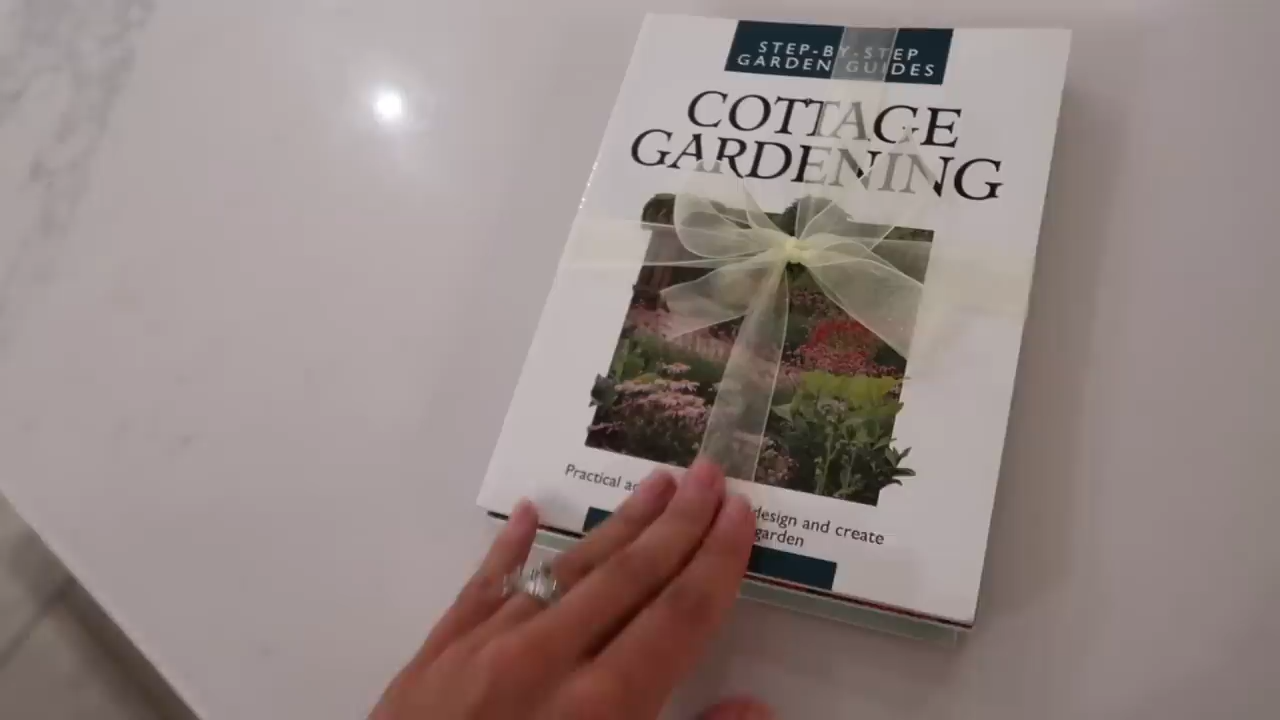 STEP-BY-STEP
GARDEN GUIDES
COTTAGE
GARDENING
Practical design and create
garden